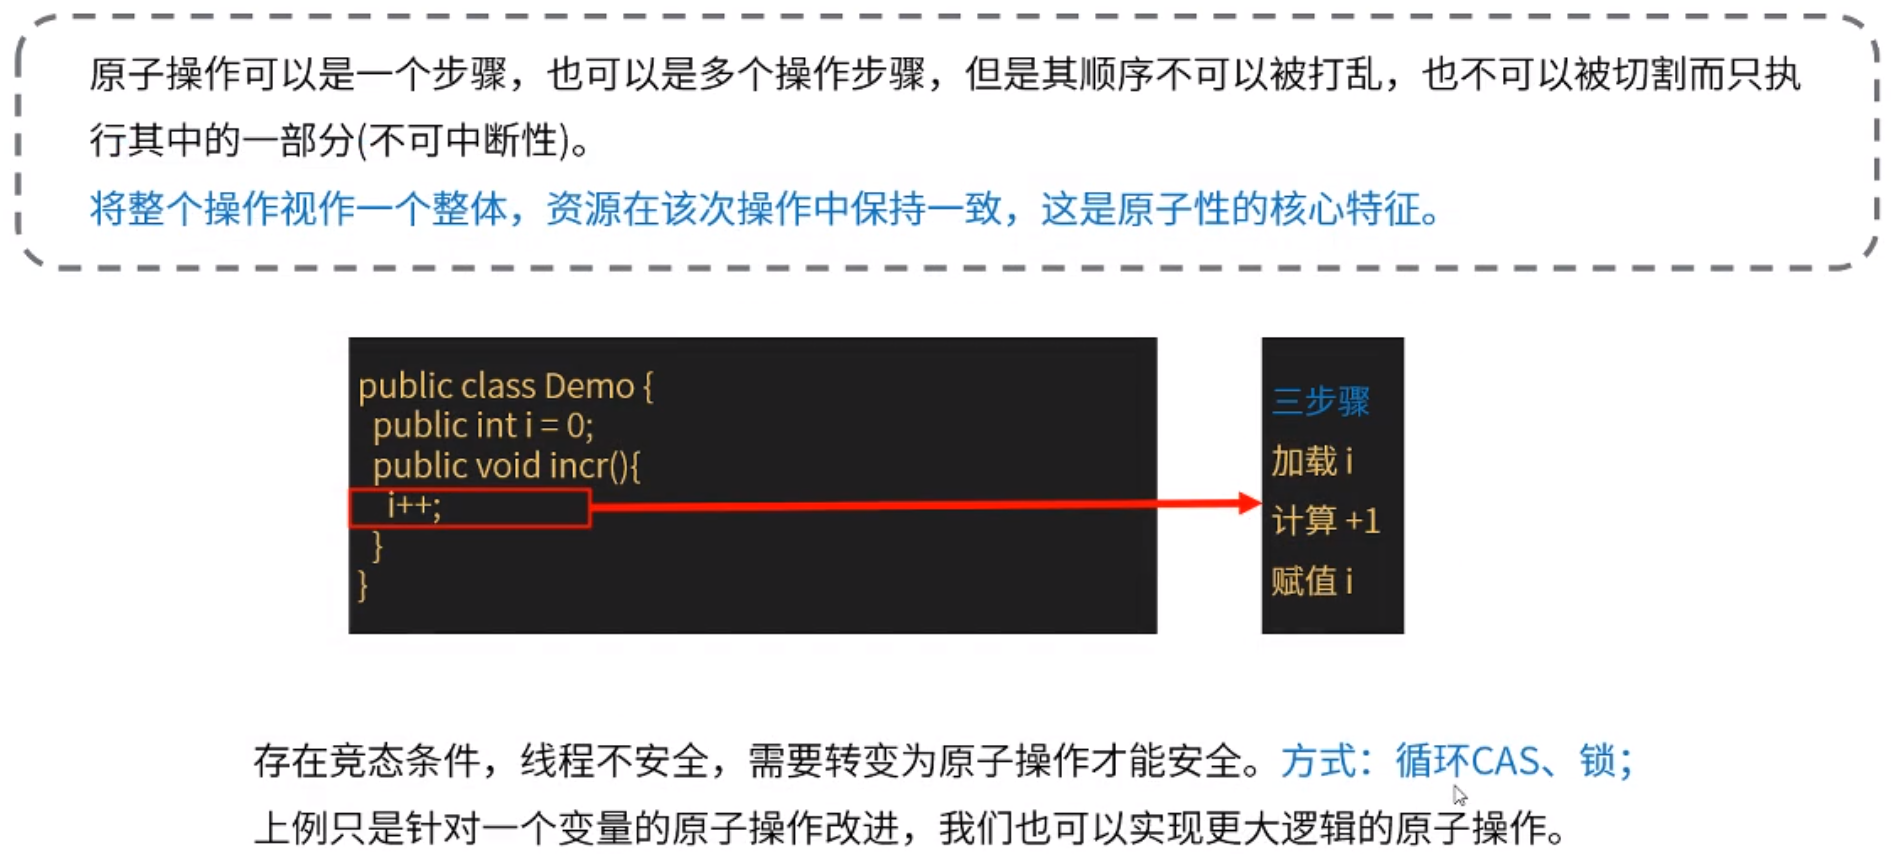 原子操作可以是一个步骤，也可以是多个操作步骤，但是其顺序不可以被打乱，也不可以被切割而只执
行其中的一部分(不可中断性)。
将整个操作视作一个整体，资源在该次操作中保持一致，这是原子性的核心特征。
public class Demo {
public int i = 0;
public void incr(){
i++;
}
}
三步骤
加载 i
计算 +1
赋值 i
存在竞态条件，线程不安全，需要转变为原子操作才能安全。方式：循环CAS、锁；
上例只是针对一个变量的原子操作改进，我们也可以实现更大逻辑的原子操作。